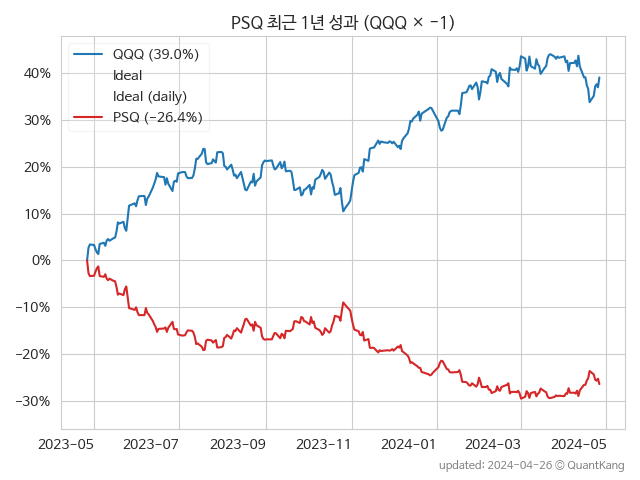 PSQ 최근 1년 성과 (QQQ × −1)
QQQ (39.0%)
Ideal
Ideal (daily)
PSQ (−26.4%)
40%
30%
20%
10%
0%
−10%
−20%
−30%
2023-05 2023-07 2023-09 2023-11 2024-01 2024-03 2024-05
updated: 2024-04-26 © QuantKang